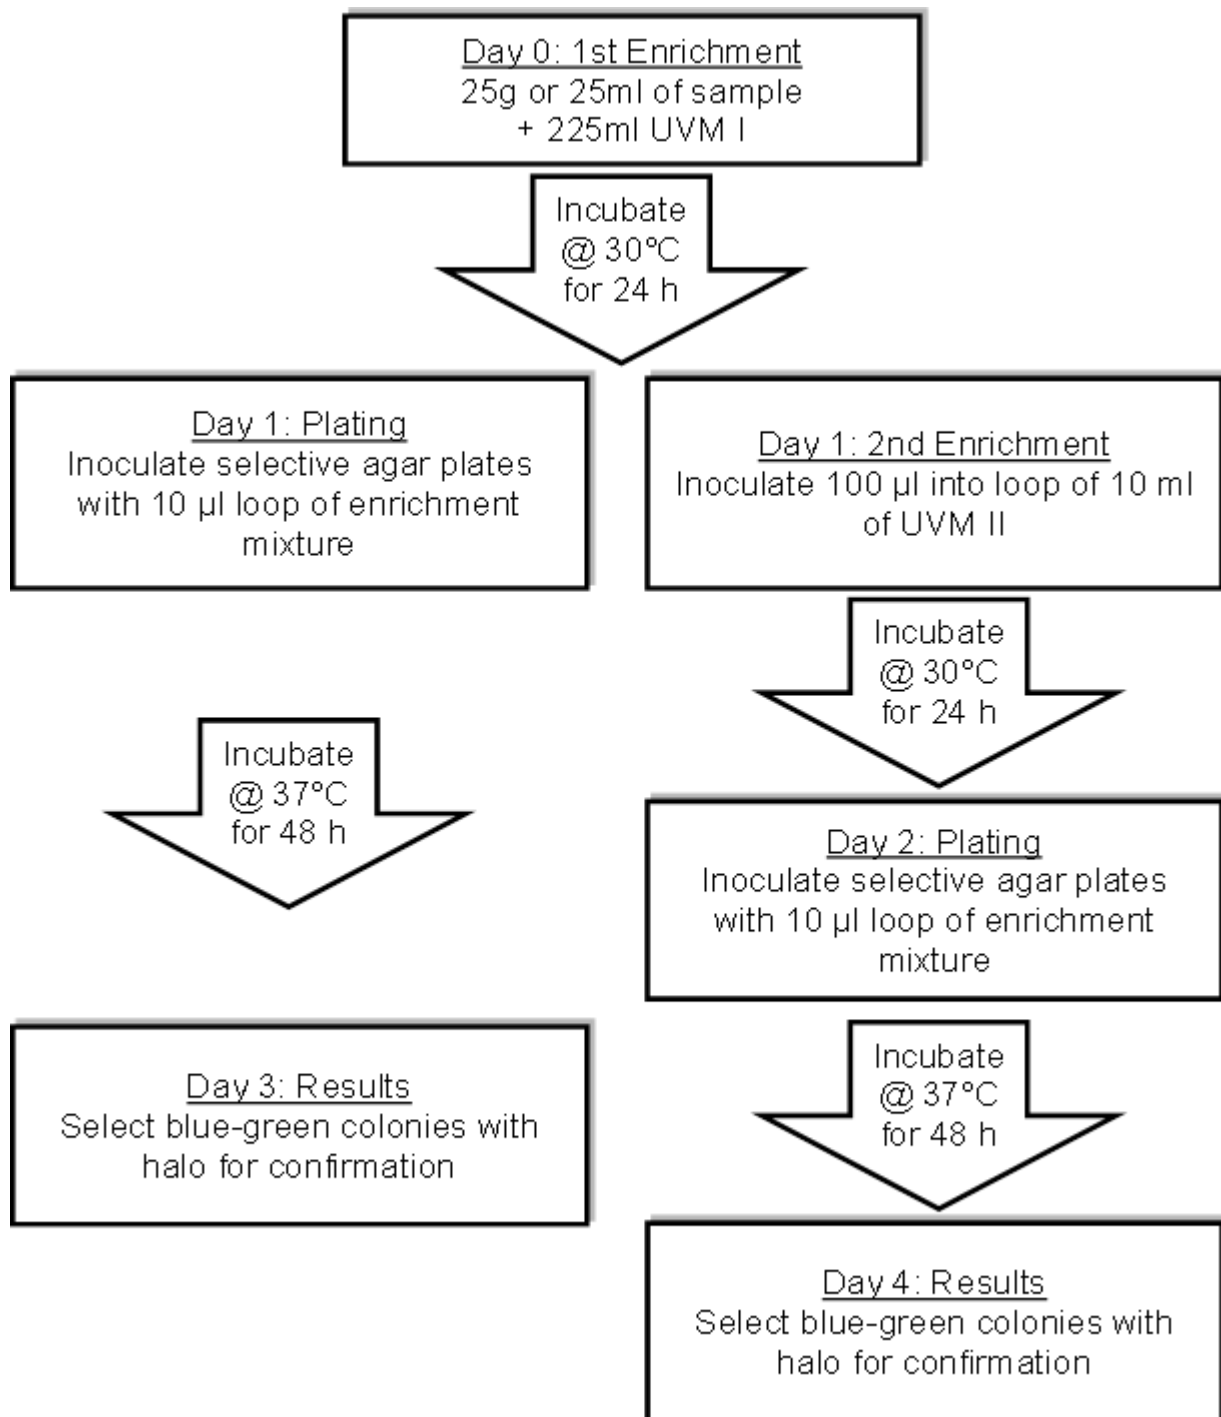 Day 0: 1st Enrichment
25g or 25ml of sample
+ 225ml UVM I
Incubate
@ 30ºC
for 24 h
Day 1: Plating
Inoculate selective agar plates
with 10 µl loop of enrichment
mixture
Incubate
@ 37ºC
for 48 h
Day 3: Results
Select blue-green colonies with
halo for confirmation
Day 1: 2nd Enrichment
Inoculate 100 µl into loop of 10 ml
of UVM II
Incubate
@ 30ºC
for 24 h
Day 2: Plating
Inoculate selective agar plates
with 10 µl loop of enrichment
mixture
Incubate
@ 37ºC
for 48 h
Day 4: Results
Select blue-green colonies with
halo for confirmation